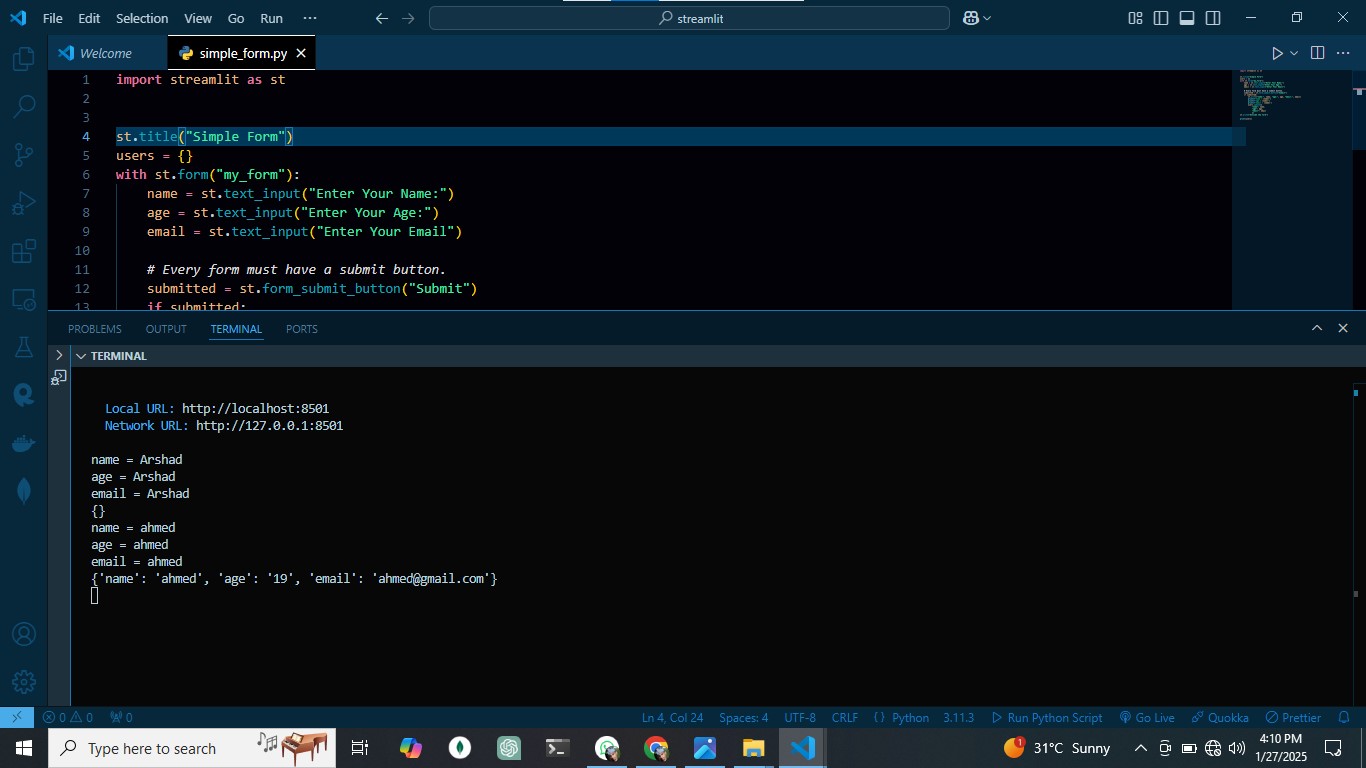 File Edit Selection View Go Run ···
streamlit
Welcome
simple_form.py
1 import streamlit as st
2
3
4 st.title("Simple Form")
5 users = {}
6 with st.form("my_form"):
7 name = st.text_input("Enter Your Name:")
8 age = st.text_input("Enter Your Age:")
9 email = st.text_input("Enter Your Email")
10
11 # Every form must have a submit button.
12 submitted = st.form_submit_button("Submit")
13 if submitted:
PROBLEMS OUTPUT TERMINAL PORTS
TERMINAL
Local URL: http://localhost:8501
Network URL: http://127.0.0.1:8501
name = Arshad
age = Arshad
email = Arshad
{}
name = ahmed
age = ahmed
email = ahmed
{'name': 'ahmed', 'age': '19', 'email': 'ahmed@gmail.com'}
0 0 0 Ln 4, Col 24 Spaces: 4 UTF-8 CRLF {} Python 3.11.3 Run Python Script Go Live Quokka Prettier
Type here to search
1 31°C Sunny
4:10 PM
1/27/2025